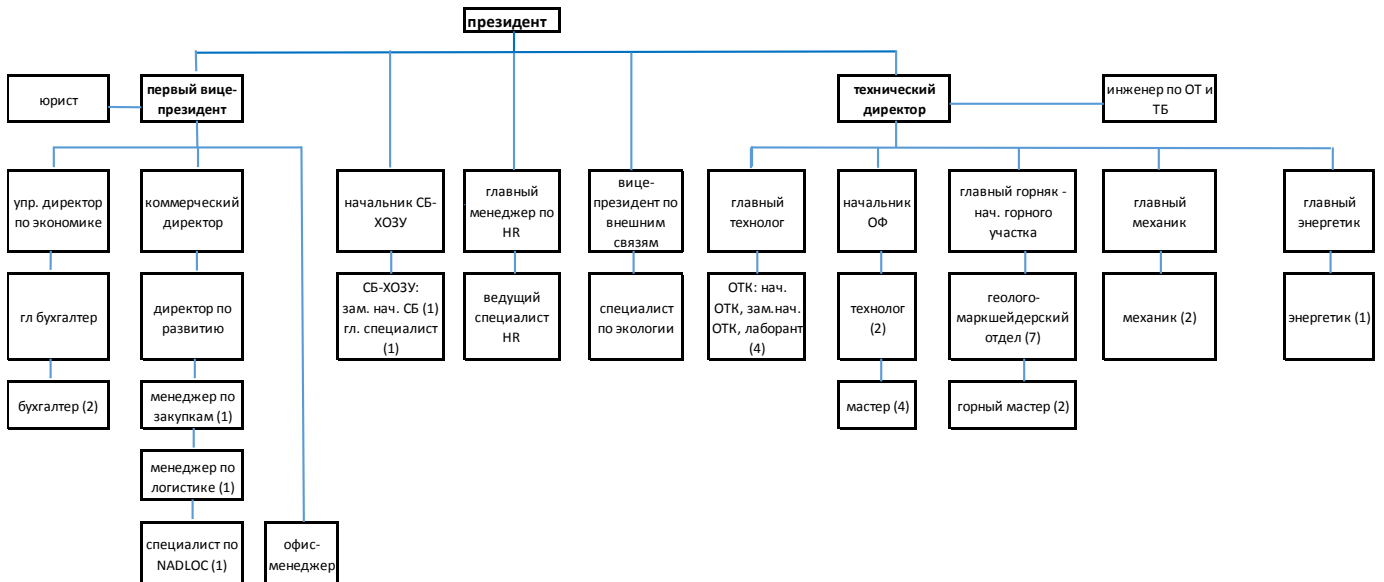 президент
юрист
первый вице-
президент
технический
директор
инженер по ОТ и
ТБ
упр. директор
по экономике
коммерческий
директор
начальник СБ-
ХОЗУ
главный
менеджер по
HR
вице-
президент по
внешним
связям
главный
технолог
начальник
ОФ
главный горняк -
нач. горного
участка
главный
механик
главный
энергетик
гл бухгалтер
директор по
развитию
СБ-ХОЗУ:
зам. нач. СБ (1)
гл. специалист
(1)
ведущий
специалист
HR
специалист
по экологии
ОТК: нач.
ОТК, зам.нач.
ОТК, лаборант
(4)
технолог
(2)
геолого-
маркшейдерский
отдел (7)
механик (2)
энергетик (1)
бухгалтер (2)
менеджер по
закупкам (1)
мастер (4)
горный мастер (2)
менеджер по
логистике (1)
специалист по
NADLOC (1)
офис-
менеджер